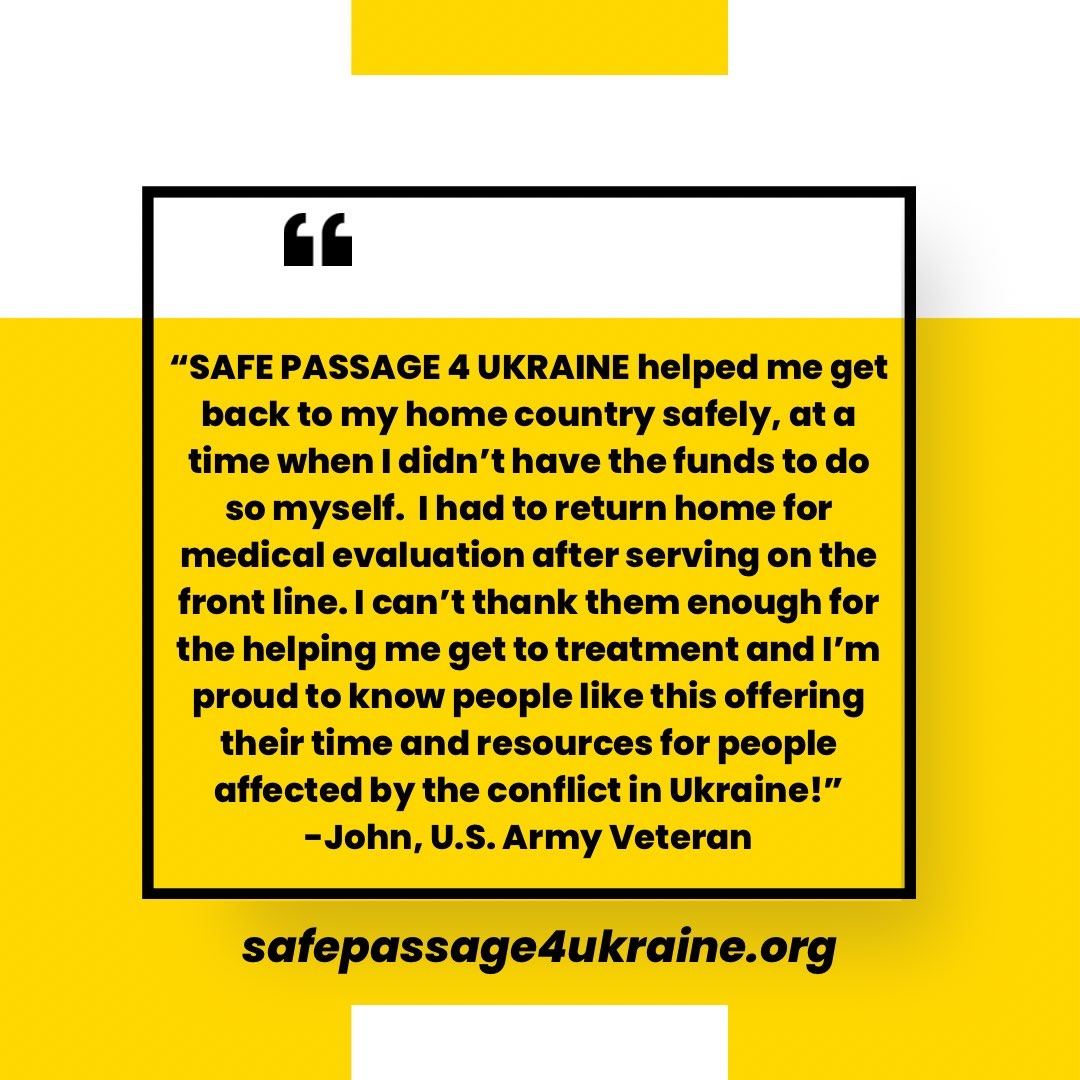 “
“SAFE PASSAGE 4 UKRAINE helped me get
back to my home country safely, at a
time when I didn’t have the funds to do
so myself.  I had to return home for
medical evaluation after serving on the
front line. I can’t thank them enough for
the helping me get to treatment and I’m
proud to know people like this offering
their time and resources for people
affected by the conflict in Ukraine!”
-John, U.S. Army Veteran
safepassage4ukraine.org